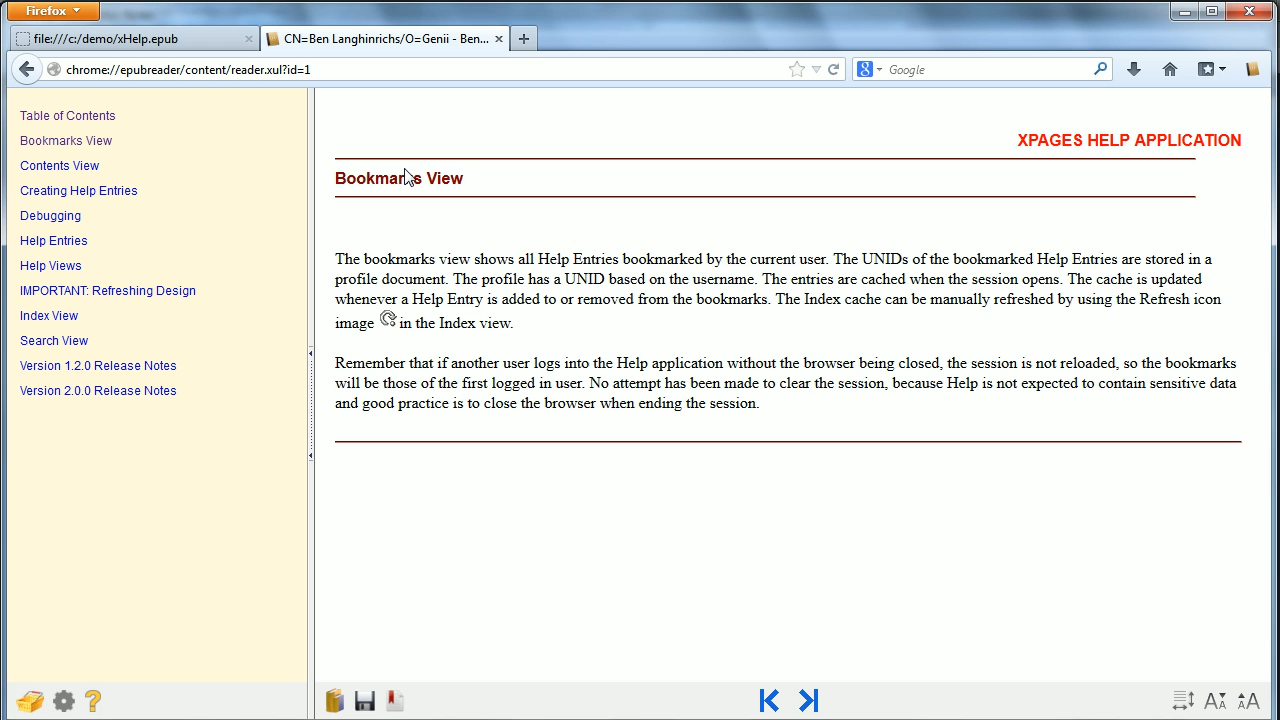 Firefox
file:///c:/demo/xHelp.epub
CN=Ben Langhinrichs/O=Genii - Ben...
chrome://epubreader/content/reader.xul?id=1
Google
Table of Contents
Bookmarks View
Contents View
Creating Help Entries
Debugging
Help Entries
Help Views
IMPORTANT: Refreshing Design
Index View
Search View
Version 1.2.0 Release Notes
Version 2.0.0 Release Notes
XPAGES HELP APPLICATION
Bookmarks View
The bookmarks view shows all Help Entries bookmarked by the current user. The UNIDs of the bookmarked Help Entries are stored in a
profile document. The profile has a UNID based on the username. The entries are cached when the session opens. The cache is updated
whenever a Help Entry is added to or removed from the bookmarks. The Index cache can be manually refreshed by using the Refresh icon
image in the Index view.
Remember that if another user logs into the Help application without the browser being closed, the session is not reloaded, so the bookmarks
will be those of the first logged in user. No attempt has been made to clear the session, because Help is not expected to contain sensitive data
and good practice is to close the browser when ending the session.